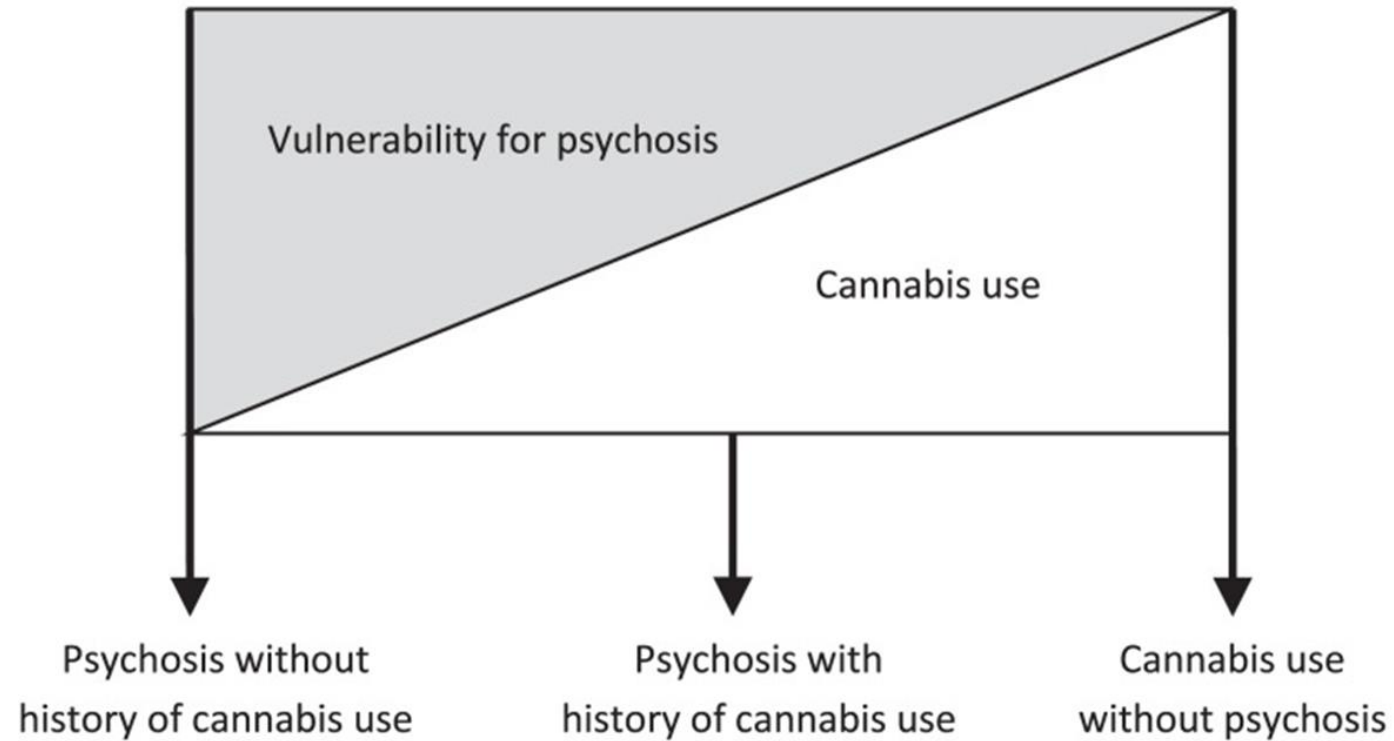 Vulnerability for psychosis
Cannabis use
Psychosis without
history of cannabis use
Psychosis with
history of cannabis use
Cannabis use
without psychosis